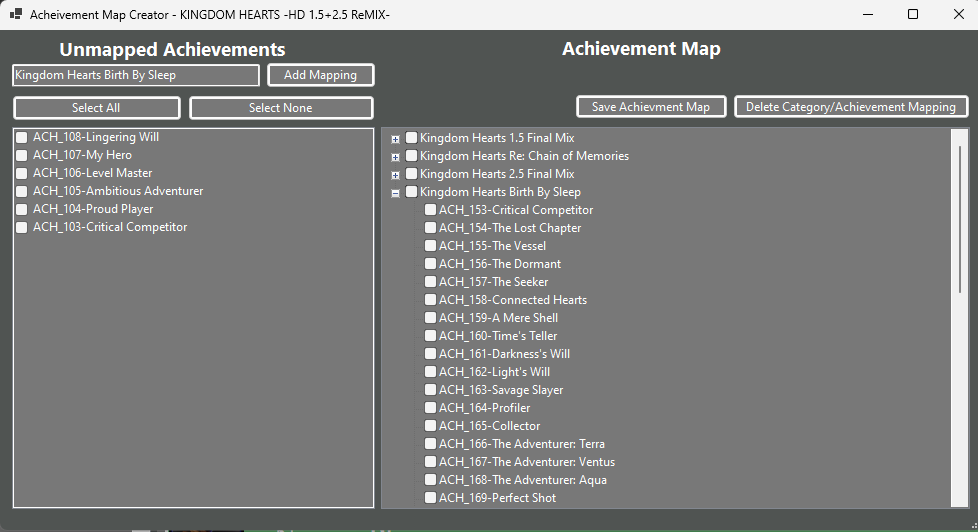 Acheivement Map Creator - KINGDOM HEARTS -HD 1.5+2.5 ReMIX-
Unmapped Achievements
Kingdom Hearts Birth By Sleep
Add Mapping
Select All
Select None
ACH_108-Lingering Will
ACH_107-My Hero
ACH_106-Level Master
ACH_105-Ambitious Adventurer
ACH_104-Proud Player
ACH_103-Critical Competitor
Achievement Map
Save Achievment Map
Delete Category/Achievement Mapping
Kingdom Hearts 1.5 Final Mix
Kingdom Hearts Re: Chain of Memories
Kingdom Hearts 2.5 Final Mix
Kingdom Hearts Birth By Sleep
ACH_153-Critical Competitor
ACH_154-The Lost Chapter
ACH_155-The Vessel
ACH_156-The Dormant
ACH_157-The Seeker
ACH_158-Connected Hearts
ACH_159-A Mere Shell
ACH_160-Time's Teller
ACH_161-Darkness's Will
ACH_162-Light's Will
ACH_163-Savage Slayer
ACH_164-Profiler
ACH_165-Collector
ACH_166-The Adventurer: Terra
ACH_167-The Adventurer: Ventus
ACH_168-The Adventurer: Aqua
ACH_169-Perfect Shot